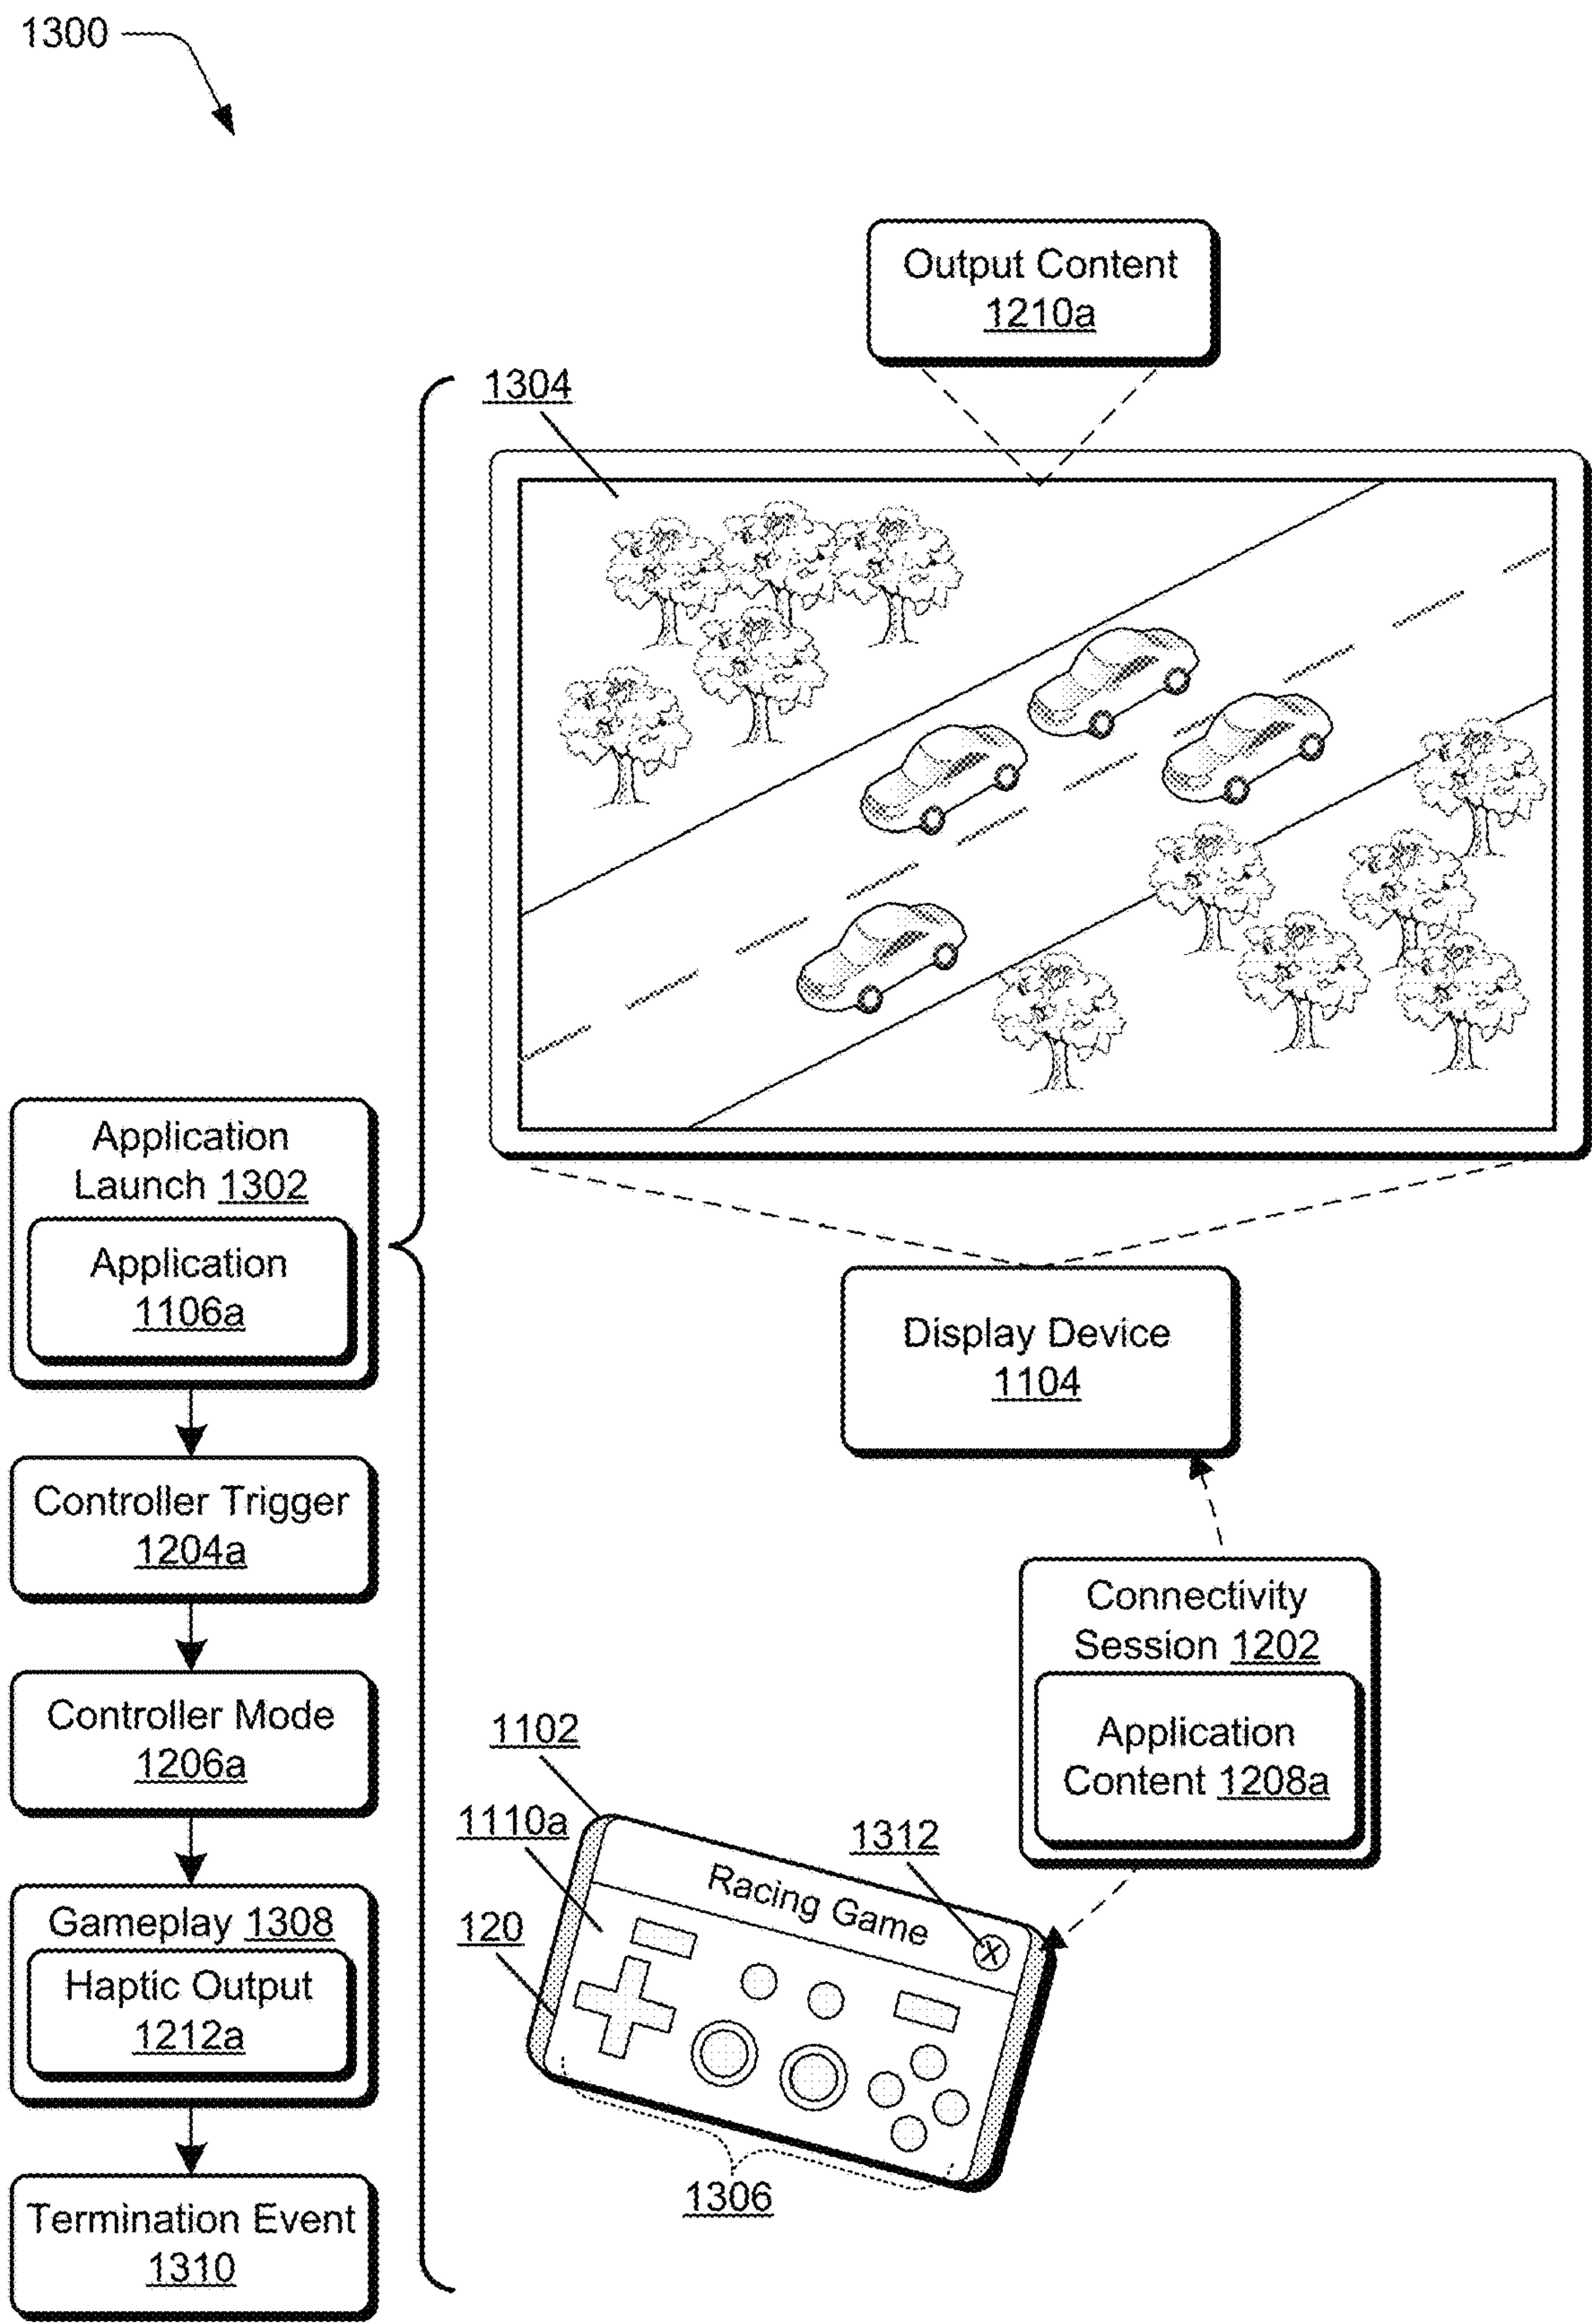 1300
Output Content
1210a
1304
Application
Launch 1302
Application
1106a
Controller Trigger
1204a
Controller Mode
1206a
Gameplay 1308
Haptic Output
1212a
Termination Event
1310
Display Device
1104
Connectivity
Session 1202
Application
Content 1208a
1102
1110a
120
1312
Racing Game
1306